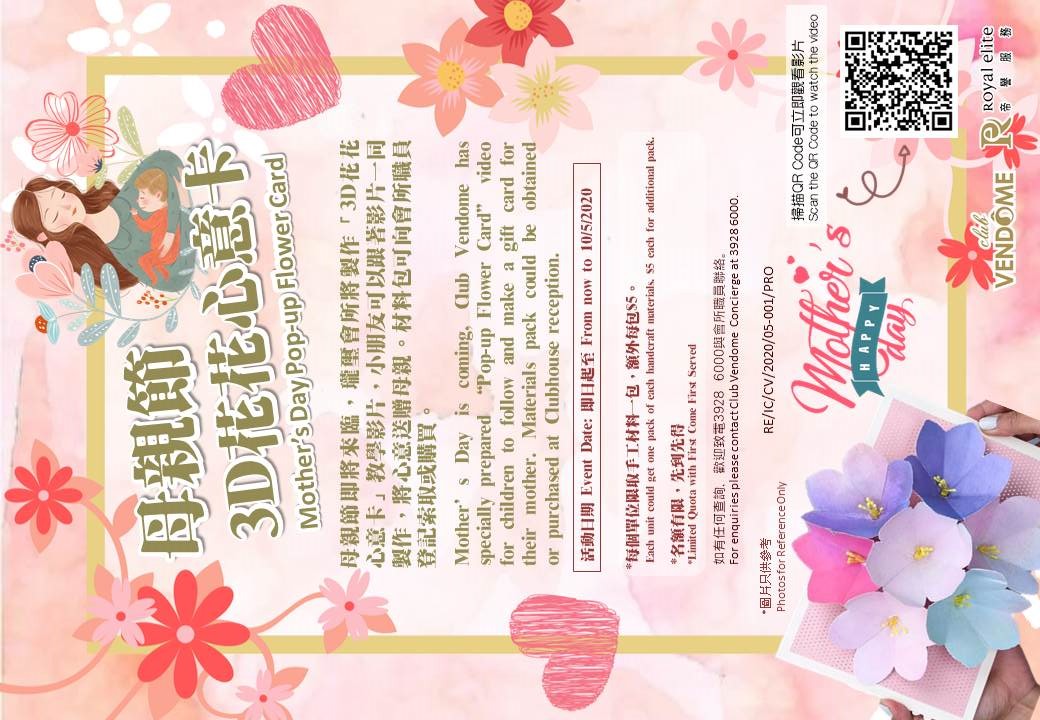 母親節
3D花花心意卡
Mother's Day Pop-up Flower Card
母親節即將來臨，瓏璽會所將製作「3D花花
心意卡」教學影片，小朋友可以跟著影片一同
製作，將心意送贈母親。材料包可向會所職員
登記索取或購買。
Mother’s Day is coming, Club Vendome has
specially prepared “Pop-up Flower Card” video
for children to follow and make a gift card for
their mother. Materials pack could be obtained
or purchased at Clubhouse reception.
活動日期 Event Date: 即日起至 From now to 10/5/2020
*每個單位限取手工材料一包，額外每包$5。
Each unit could get one pack of each handcraft materials. $5 each for additional pack.
*名額有限，先到先得
*Limited Quota with First Come First Served
如有任何查詢，歡迎致電3928 6000與會所職員聯絡。
For enquiries please contact Club Vendome Concierge at 3928 6000.
*圖片只供參考
Photos for Reference Only
RE/IC/CV/2020/05-001/PRO
掃描QR Code可立即觀看影片
Scan the QR Code to watch the video
Mother's
HAPPY
day
club
VENDÔME
R
Royal elite
帝譽服務